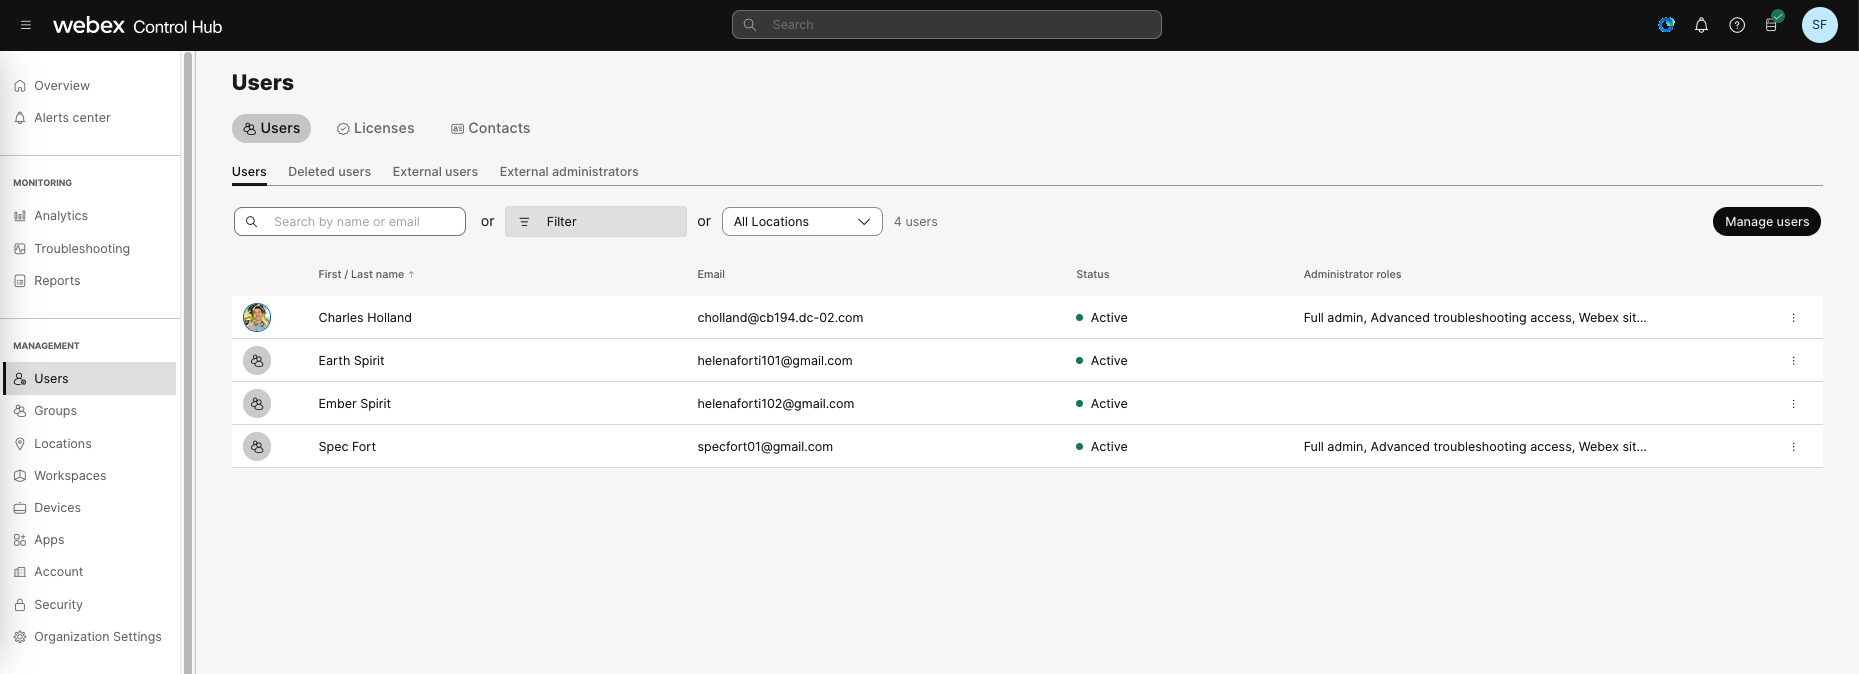 webex Control Hub
Search
SF
Overview
Alerts center
MONITORING
Analytics
Troubleshooting
Reports
MANAGEMENT
Users
Groups
Locations
Workspaces
Devices
Apps
Account
Security
Organization Settings
Users
Users Licenses Contacts
Users Deleted users External users External administrators
Search by name or email or Filter or All Locations 4 users Manage users
First / Last name ↑ Email Status Administrator roles
Charles Holland cholland@cb194.dc-02.com Active Full admin, Advanced troubleshooting access, Webex sit...
Earth Spirit helenaforti101@gmail.com Active
Ember Spirit helenaforti102@gmail.com Active
Spec Fort specfort01@gmail.com Active Full admin, Advanced troubleshooting access, Webex sit...